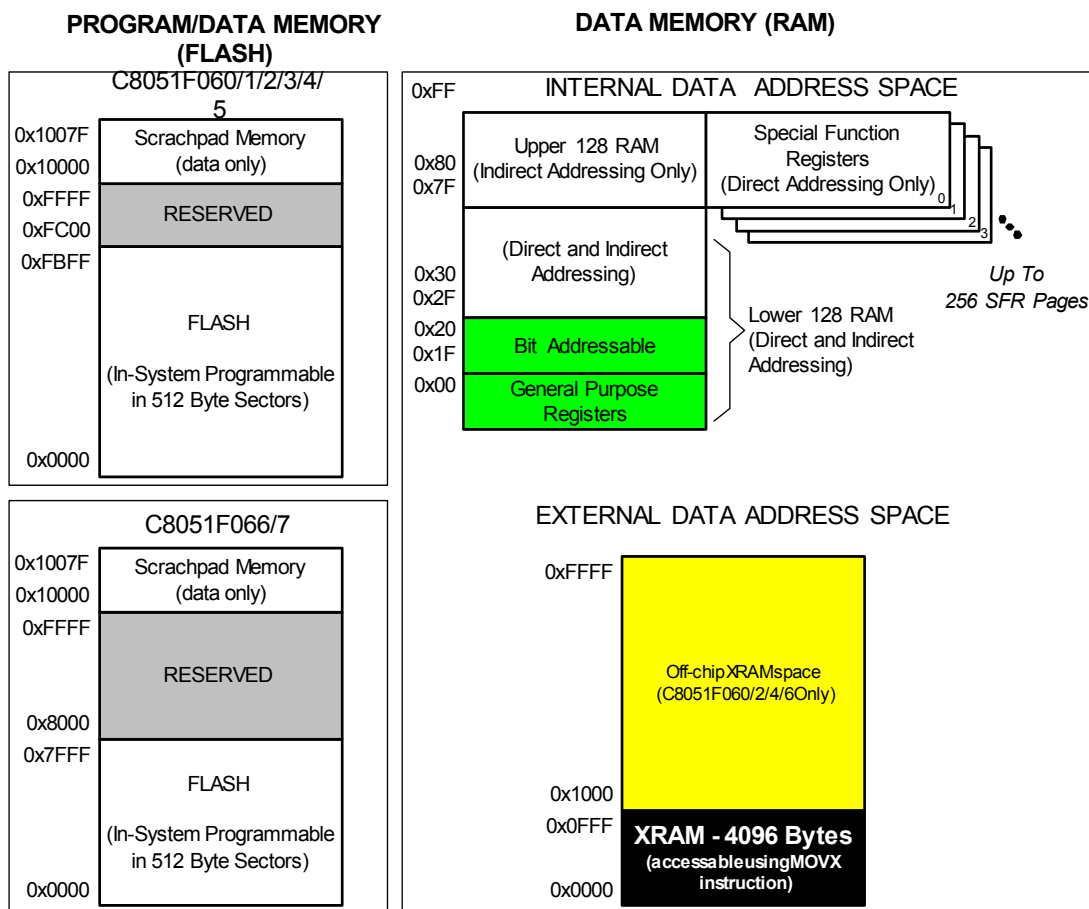 PROGRAM/DATA MEMORY
(FLASH)
C8051F060/1/2/3/4/
5
0x1007F
Scrachpad Memory
(data only)
0x10000
0xFFFF
RESERVED
0xFC00
0xFBFF
FLASH
(In-System Programmable
in 512 Byte Sectors)
0x0000
C8051F066/7
0x1007F
Scrachpad Memory
(data only)
0x10000
0xFFFF
RESERVED
0x8000
0x7FFF
FLASH
(In-System Programmable
in 512 Byte Sectors)
0x0000
DATA MEMORY (RAM)
INTERNAL DATA ADDRESS SPACE
0xFF
Upper 128 RAM
(Indirect Addressing Only)
0x80
0x7F
Special Function
Registers
(Direct Addressing Only)
0
1
2
3
Up To
256 SFR Pages
(Direct and Indirect
Addressing)
0x30
0x2F
0x20
Bit Addressable
0x1F
0x00
General Purpose
Registers
Lower 128 RAM
(Direct and Indirect
Addressing)
EXTERNAL DATA ADDRESS SPACE
0xFFFF
Off-chipXRAMspace
(C8051F060/2/4/6Only)
0x1000
0x0FFF
XRAM - 4096 Bytes
(accessableusingMOVX
instruction)
0x0000